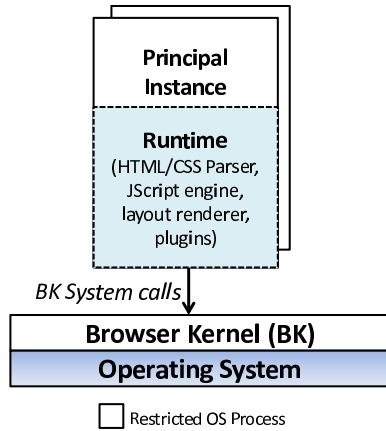 Principal
Instance
Runtime
(HTML/CSS Parser,
JScript engine,
layout renderer,
plugins)
BK System calls
Browser Kernel (BK)
Operating System
Restricted OS Process